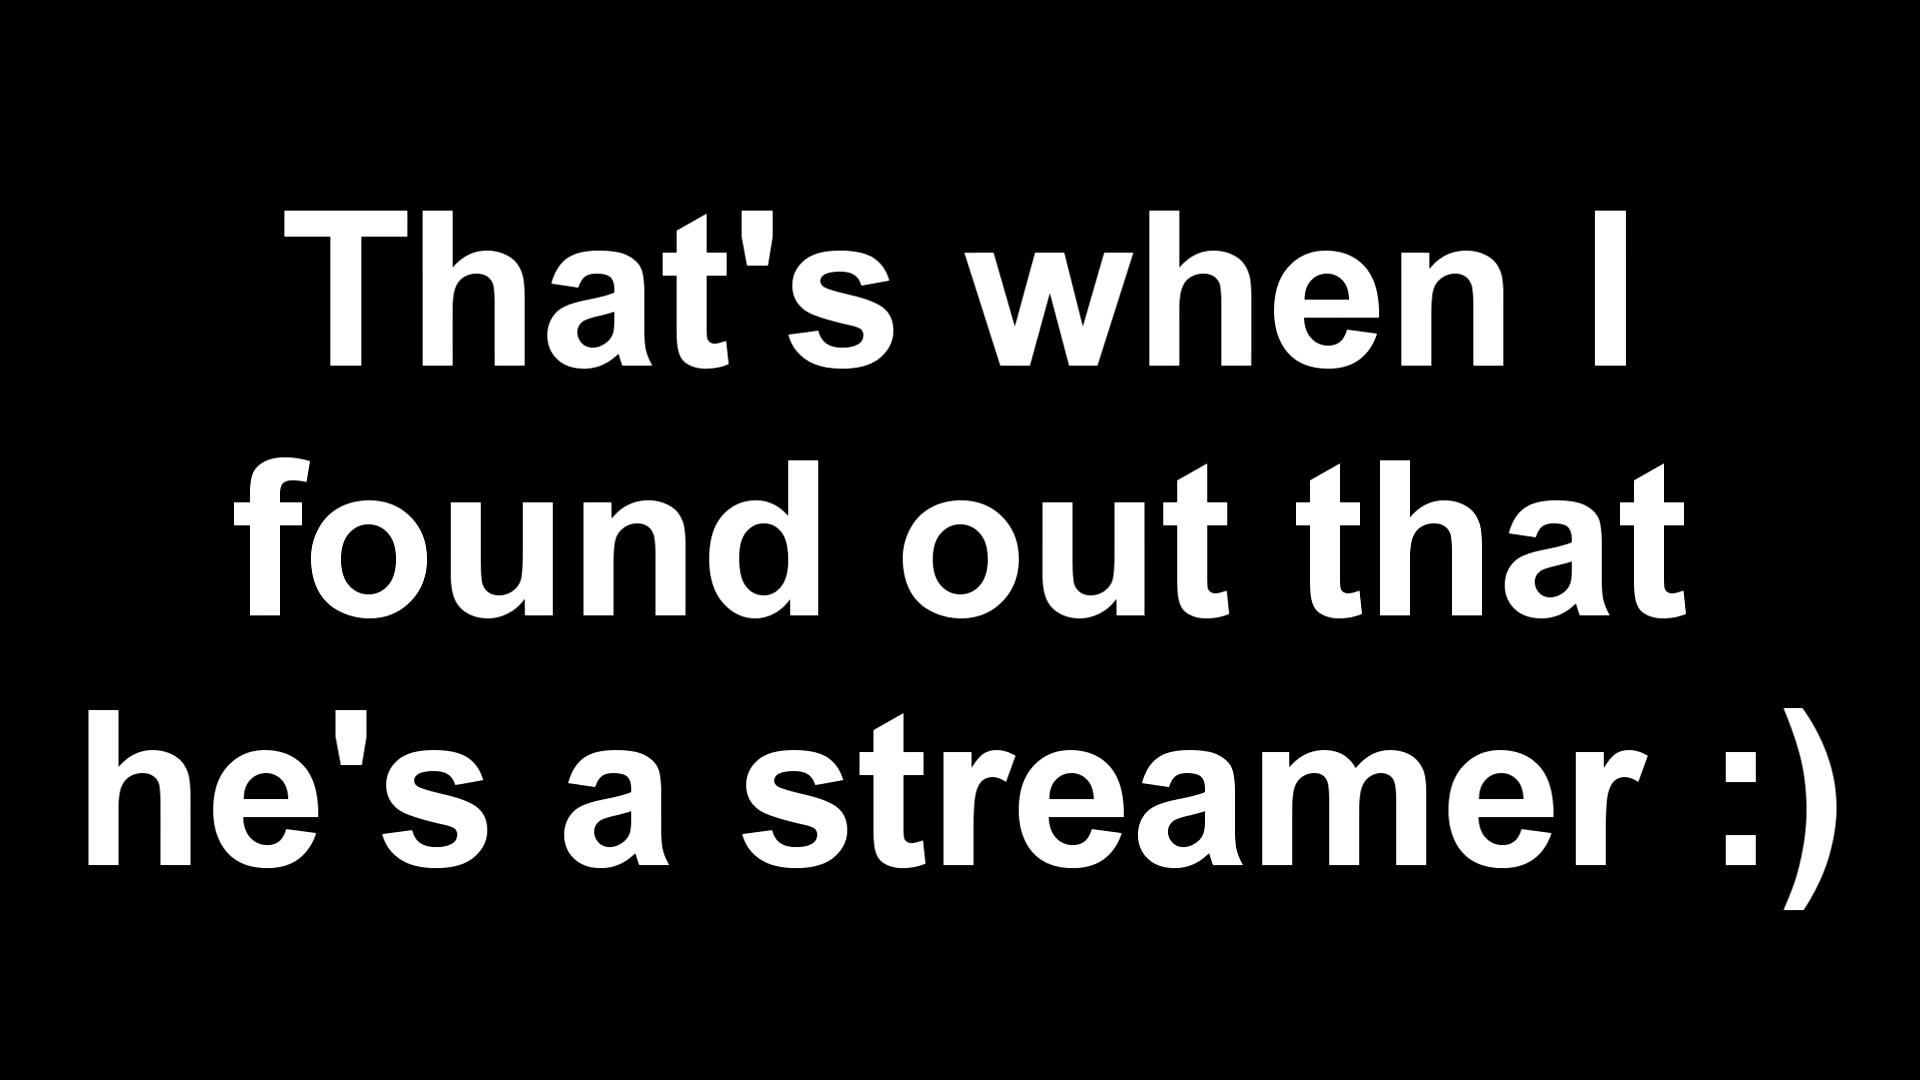 That's when I
found out that
he's a streamer :)